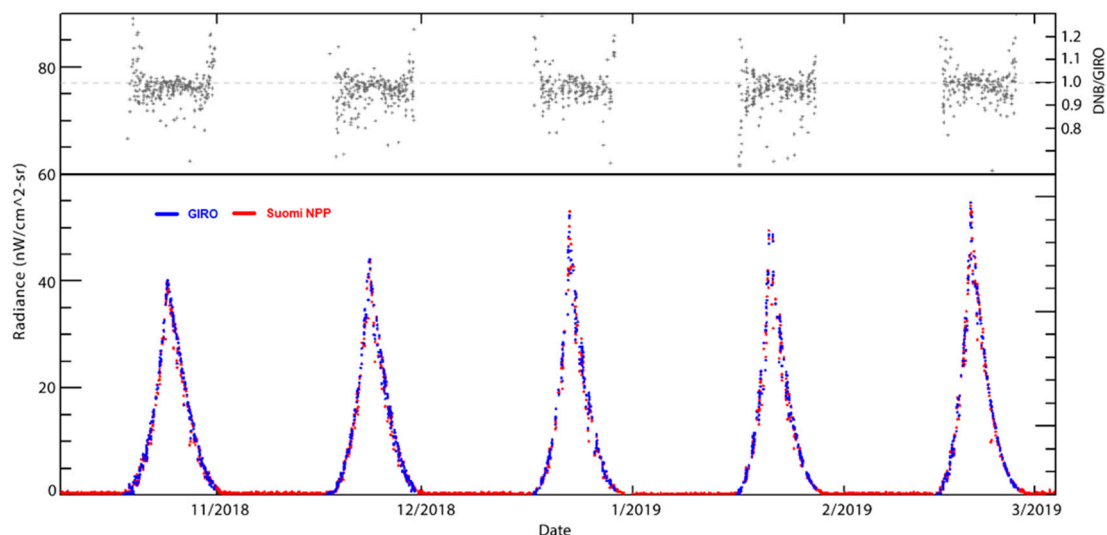 80
60
40
20
0
Radiance (nW/cm^2-sr)
1.2
1.1
1.0
0.9
0.8
DNB/GIRO
GIRO Suomi NPP
11/2018 12/2018 1/2019 2/2019 3/2019
Date